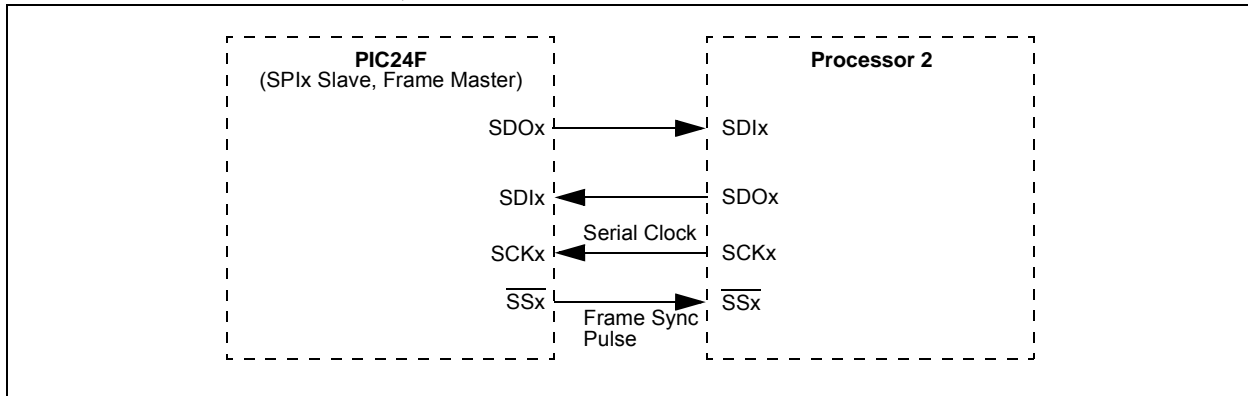 PIC24F
(SPIx Slave, Frame Master)
Processor 2
SDOx
SDIx
SDIx
SDOx
Serial Clock
SCKx
SCKx
SSx
SSx
Frame Sync
Pulse